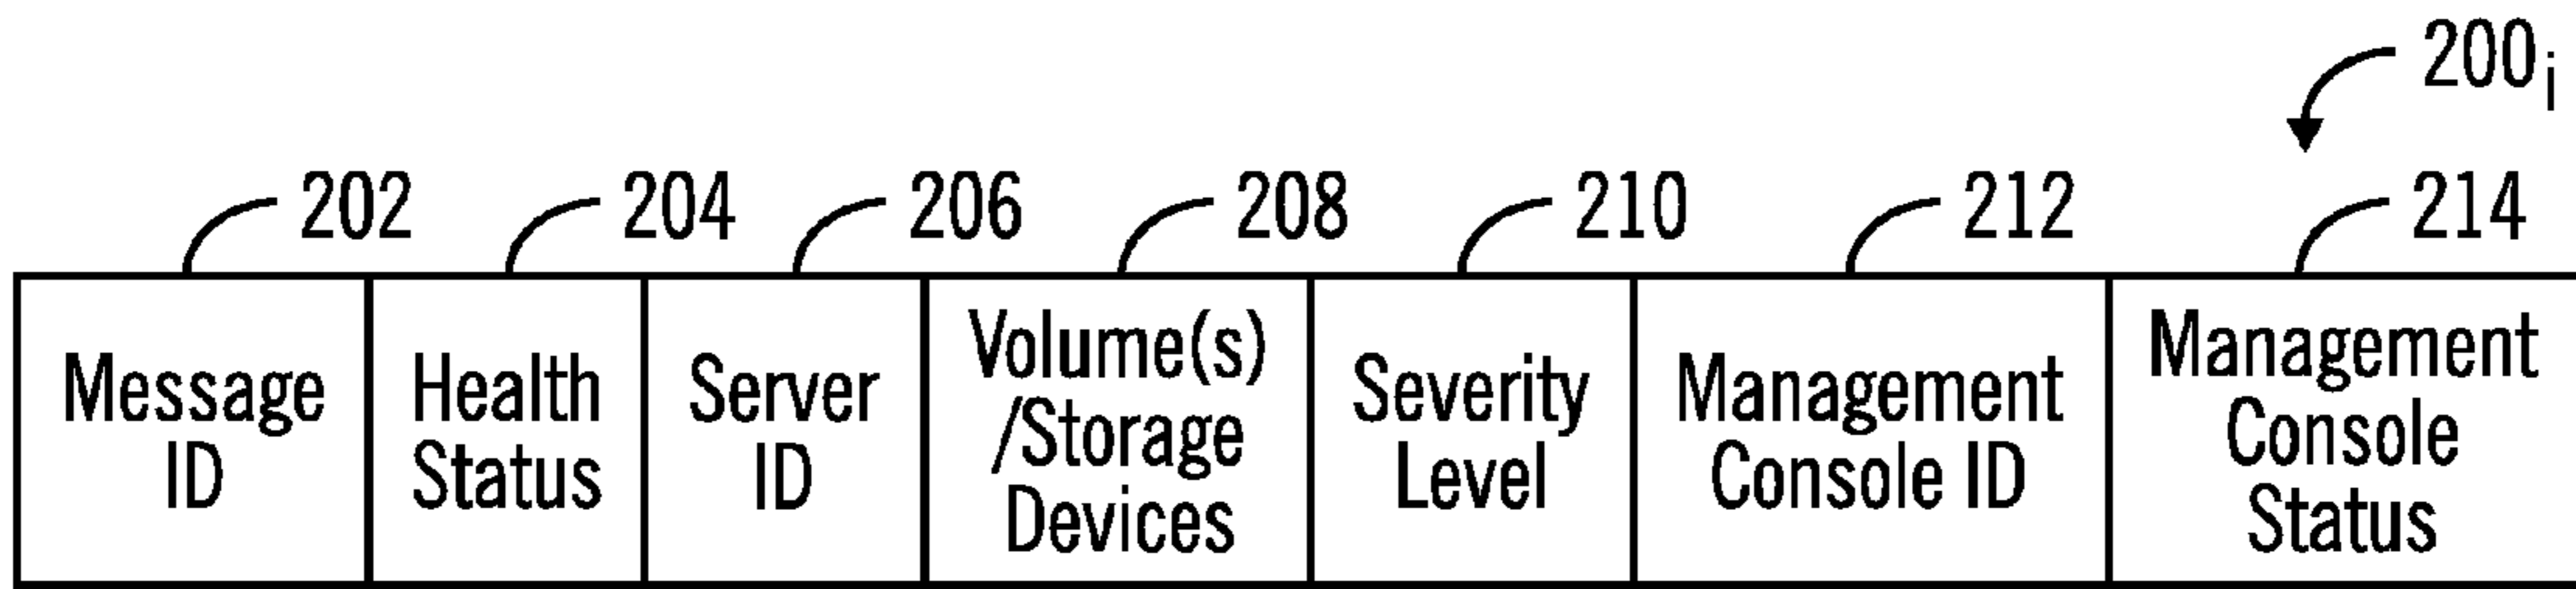 200i
202 204 206 208 210 212 214
Message
ID
Health
Status
Server
ID
Volume(s)
/Storage
Devices
Severity
Level
Management
Console ID
Management
Console
Status